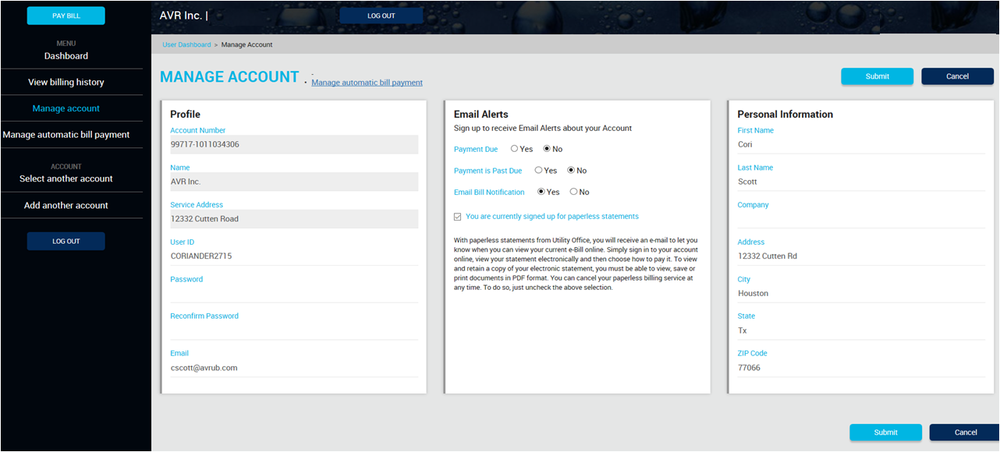 PAY BILL
MENU
Dashboard
View billing history
Manage account
Manage automatic bill payment
ACCOUNT
Select another account
Add another account
LOG OUT
AVR Inc. |
LOG OUT
User Dashboard > Manage Account
MANAGE ACCOUNT
-
• Manage automatic bill payment
Submit
Cancel
Profile
Account Number
99717-1011034306
Name
AVR Inc.
Service Address
12332 Cutten Road
User ID
CORIANDER2715
Password
Reconfirm Password
Email
cscott@avrub.com
Email Alerts
Sign up to receive Email Alerts about your Account
Payment Due Yes No
Payment is Past Due Yes No
Email Bill Notification Yes No
You are currently signed up for paperless statements
With paperless statements from Utility Office, you will receive an e-mail to let you
know when you can view your current e-Bill online. Simply sign in to your account
online, view your statement electronically and then choose how to pay it. To view
and retain a copy of your electronic statement, you must be able to view, save or
print documents in PDF format. You can cancel your paperless billing service at
any time. To do so, just uncheck the above selection.
Personal Information
First Name
Cori
Last Name
Scott
Company
Address
12332 Cutten Rd
City
Houston
State
Tx
ZIP Code
77066
Submit
Cancel